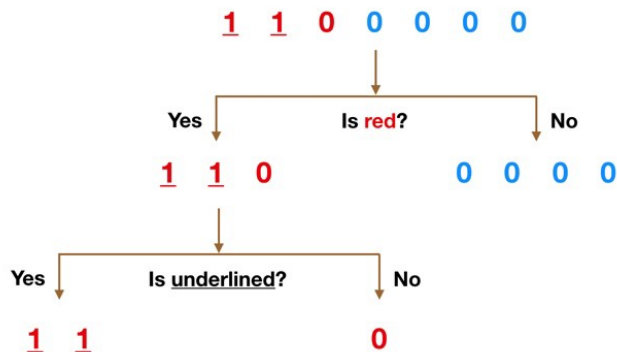 1 1 0 0 0 0 0
Yes Is red? No
1 1 0 0 0 0 0
Yes Is underlined? No
1 1 0